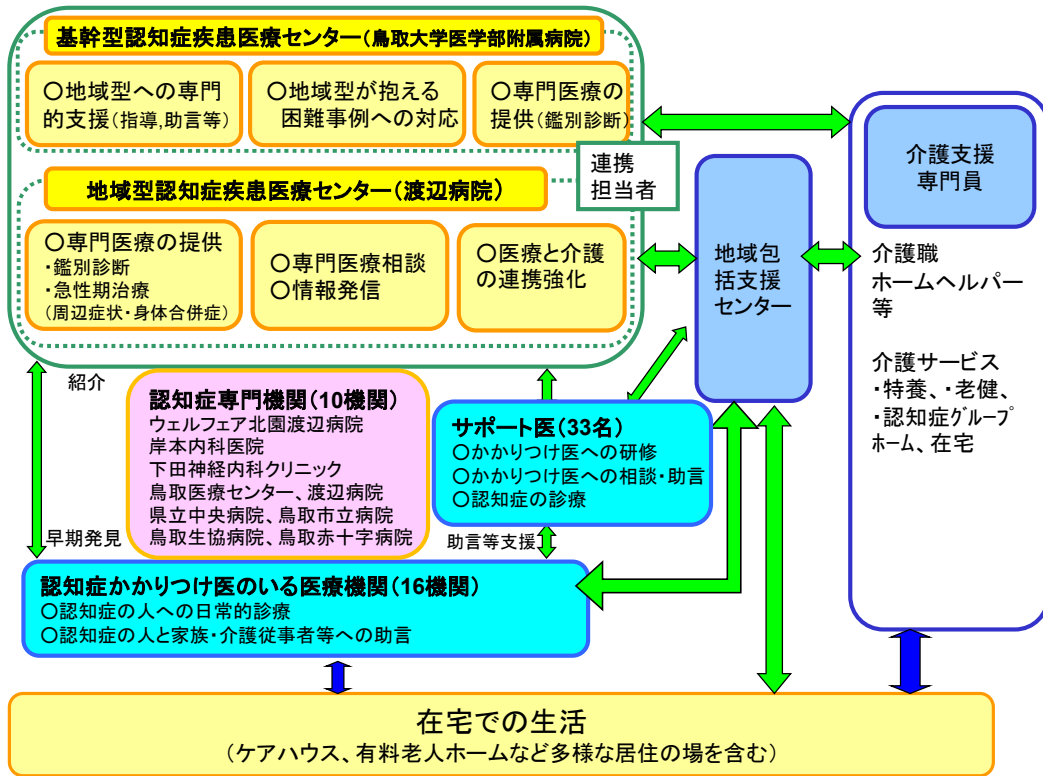 基幹型認知症疾患医療センター(鳥取大学医学部附属病院)
〇地域型への専門
的支援(指導,助言等)
〇地域型が抱える
困難事例への対応
〇専門医療の
提供(鑑別診断)
連携
担当者
地域型認知症疾患医療センター(渡辺病院)
〇専門医療の提供
・鑑別診断
・急性期治療
(周辺症状・身体合併症)
〇専門医療相談
〇情報発信
〇医療と介護
の連携強化
地域包
括支援
センター
介護支援
専門員
介護職
ホームヘルパー
等
介護サービス
・特養、・老健、
・認知症グループ
ホーム、在宅
紹介
早期発見
認知症専門機関(10機関)
ウェルフェア北園渡辺病院
岸本内科医院
下田神経内科クリニック
鳥取医療センター、渡辺病院
県立中央病院、鳥取市立病院
鳥取生協病院、鳥取赤十字病院
サポート医(33名)
〇かかりつけ医への研修
〇かかりつけ医への相談・助言
〇認知症の診療
助言等支援
認知症かかりつけ医のいる医療機関(16機関)
〇認知症の人への日常的診療
〇認知症の人と家族・介護従事者等への助言
在宅での生活
(ケアハウス、有料老人ホームなど多様な居住の場を含む)